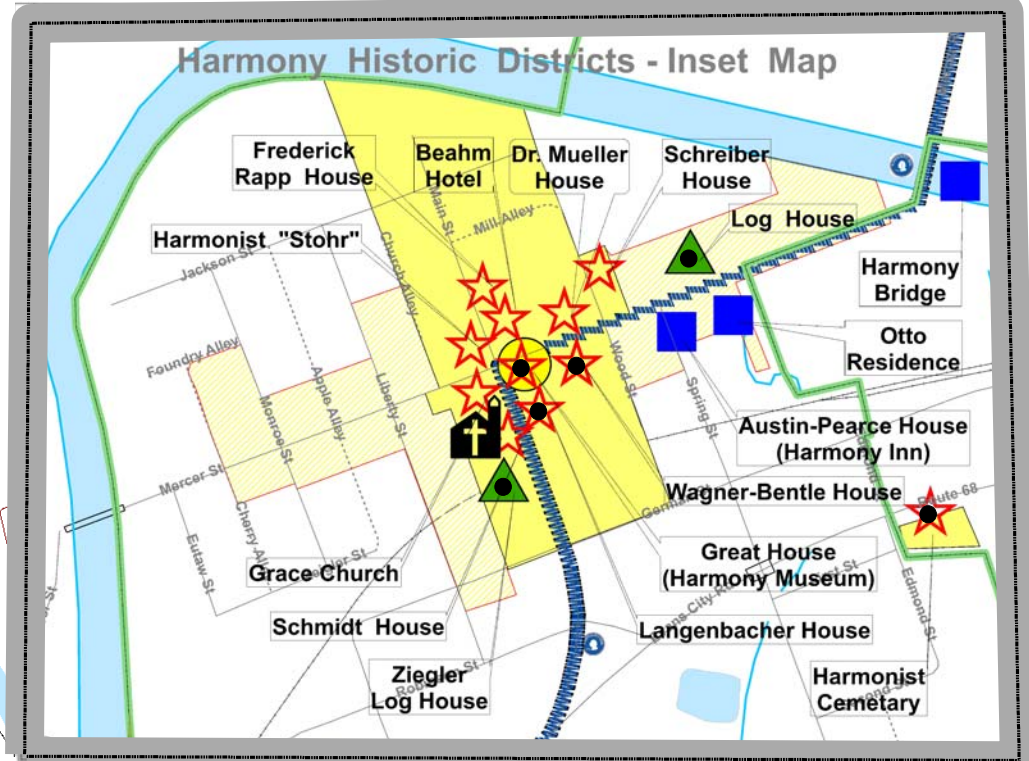 Harmony Historic Districts - Inset Map
Frederick
Rapp House
Beahm
Hotel
Dr. Mueller
House
Schreiber
House
Log House
Harmonist "Stohr"
Harmony
Bridge
Otto
Residence
Austin-Pearce House
(Harmony Inn)
Wagner-Bentle House
Great House
(Harmony Museum)
Langenbacher House
Harmonist
Cemetary
Grace Church
Schmidt House
Ziegler
Log House
Main St
Mill Alley
Church Alley
Jackson St
Foundry Alley
Apple Alley
Liberty St
Monroe St
Mercer St
Eutaw St
Wood St
Spring St
Route 68
Edmond St